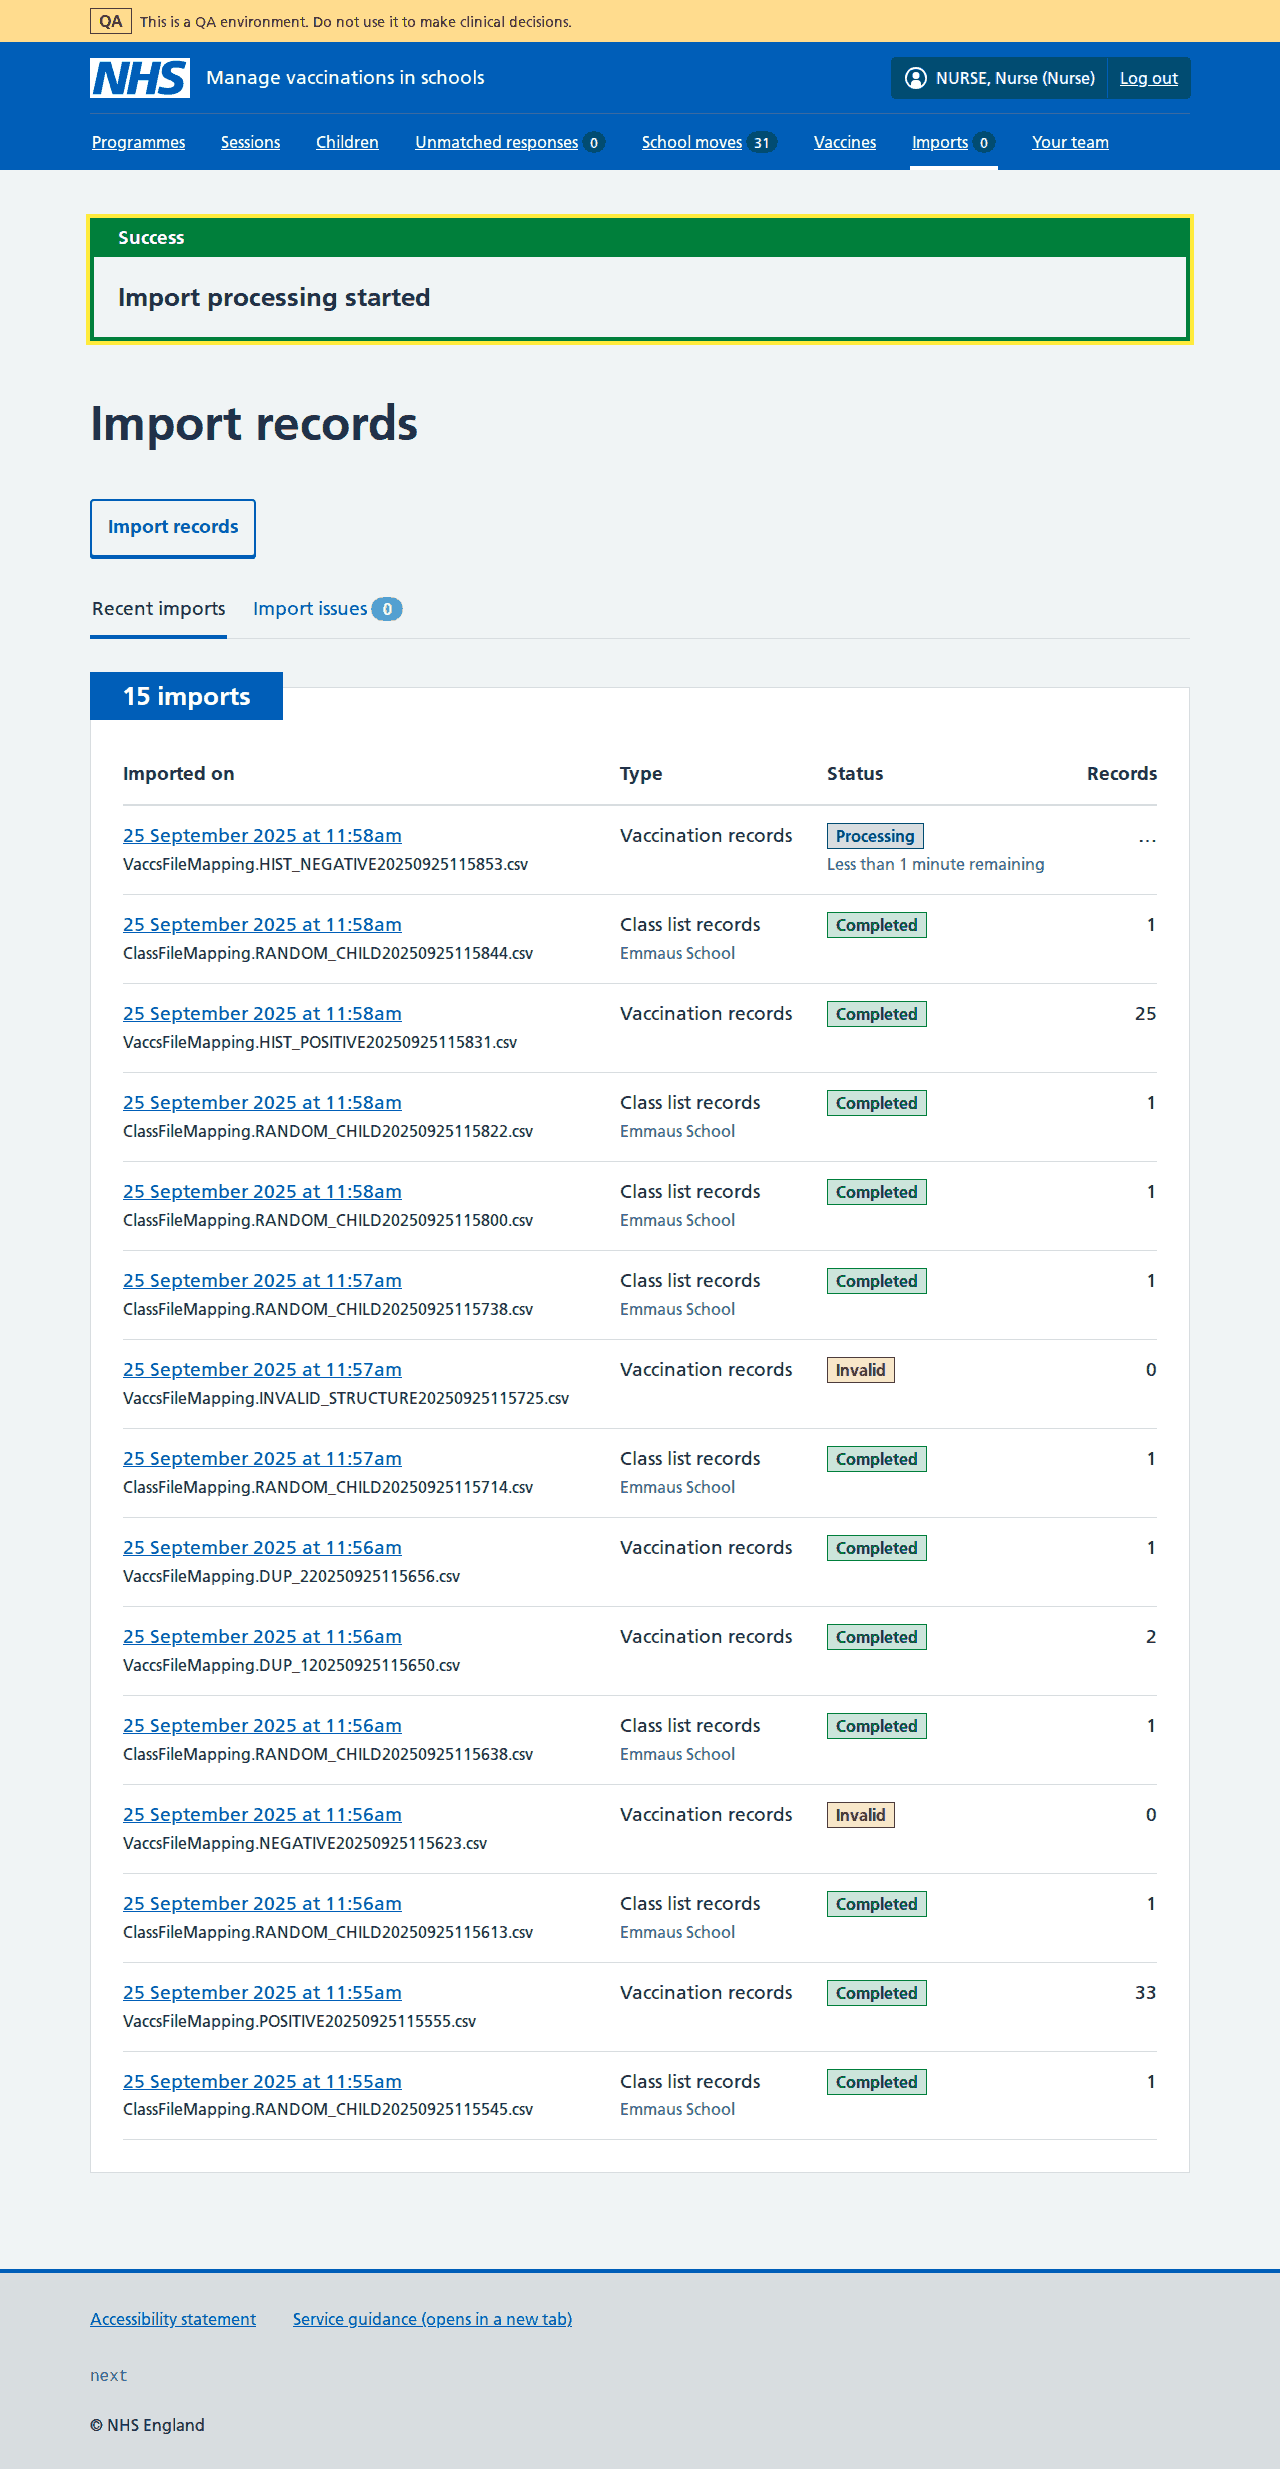 QA This is a QA environment. Do not use it to make clinical decisions.
NHS Manage vaccinations in schools NURSE, Nurse (Nurse) Log out
Programmes Sessions Children Unmatched responses 0 School moves 31 Vaccines Imports 0 Your team
Success
Import processing started
Import records
Import records
Recent imports Import issues 0
15 imports
Imported on Type Status Records
25 September 2025 at 11:58am Vaccination records Processing ...
VaccsFileMapping.HIST_NEGATIVE20250925115853.csv Less than 1 minute remaining
25 September 2025 at 11:58am Class list records Completed 1
ClassFileMapping.RANDOM_CHILD20250925115844.csv Emmaus School
25 September 2025 at 11:58am Vaccination records Completed 25
VaccsFileMapping.HIST_POSITIVE20250925115831.csv
25 September 2025 at 11:58am Class list records Completed 1
ClassFileMapping.RANDOM_CHILD20250925115822.csv Emmaus School
25 September 2025 at 11:58am Class list records Completed 1
ClassFileMapping.RANDOM_CHILD20250925115800.csv Emmaus School
25 September 2025 at 11:57am Class list records Completed 1
ClassFileMapping.RANDOM_CHILD20250925115738.csv Emmaus School
25 September 2025 at 11:57am Vaccination records Invalid 0
VaccsFileMapping.INVALID_STRUCTURE20250925115725.csv
25 September 2025 at 11:57am Class list records Completed 1
ClassFileMapping.RANDOM_CHILD20250925115714.csv Emmaus School
25 September 2025 at 11:56am Vaccination records Completed 1
VaccsFileMapping.DUP_220250925115656.csv
25 September 2025 at 11:56am Vaccination records Completed 2
VaccsFileMapping.DUP_120250925115650.csv
25 September 2025 at 11:56am Class list records Completed 1
ClassFileMapping.RANDOM_CHILD20250925115638.csv Emmaus School
25 September 2025 at 11:56am Vaccination records Invalid 0
VaccsFileMapping.NEGATIVE20250925115623.csv
25 September 2025 at 11:56am Class list records Completed 1
ClassFileMapping.RANDOM_CHILD20250925115613.csv Emmaus School
25 September 2025 at 11:55am Vaccination records Completed 33
VaccsFileMapping.POSITIVE20250925115555.csv
25 September 2025 at 11:55am Class list records Completed 1
ClassFileMapping.RANDOM_CHILD20250925115545.csv Emmaus School
Accessibility statement Service guidance (opens in a new tab)
next
© NHS England